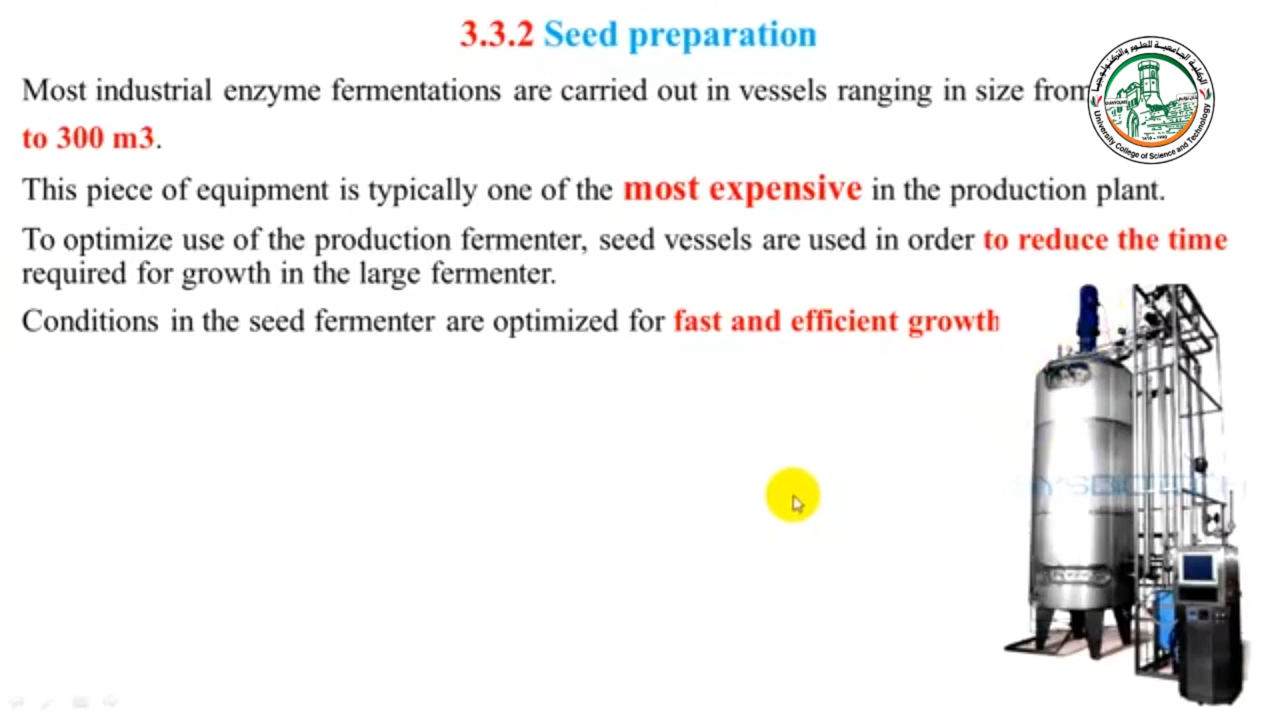 3.3.2 Seed preparation
Most industrial enzyme fermentations are carried out in vessels ranging in size from
to 300 m3.
This piece of equipment is typically one of the most expensive in the production plant.
To optimize use of the production fermenter, seed vessels are used in order to reduce the time
required for growth in the large fermenter.
Conditions in the seed fermenter are optimized for fast and efficient growth
الكلية الجامعية للعلوم والتكنولوجيا
University College of Science and Technology